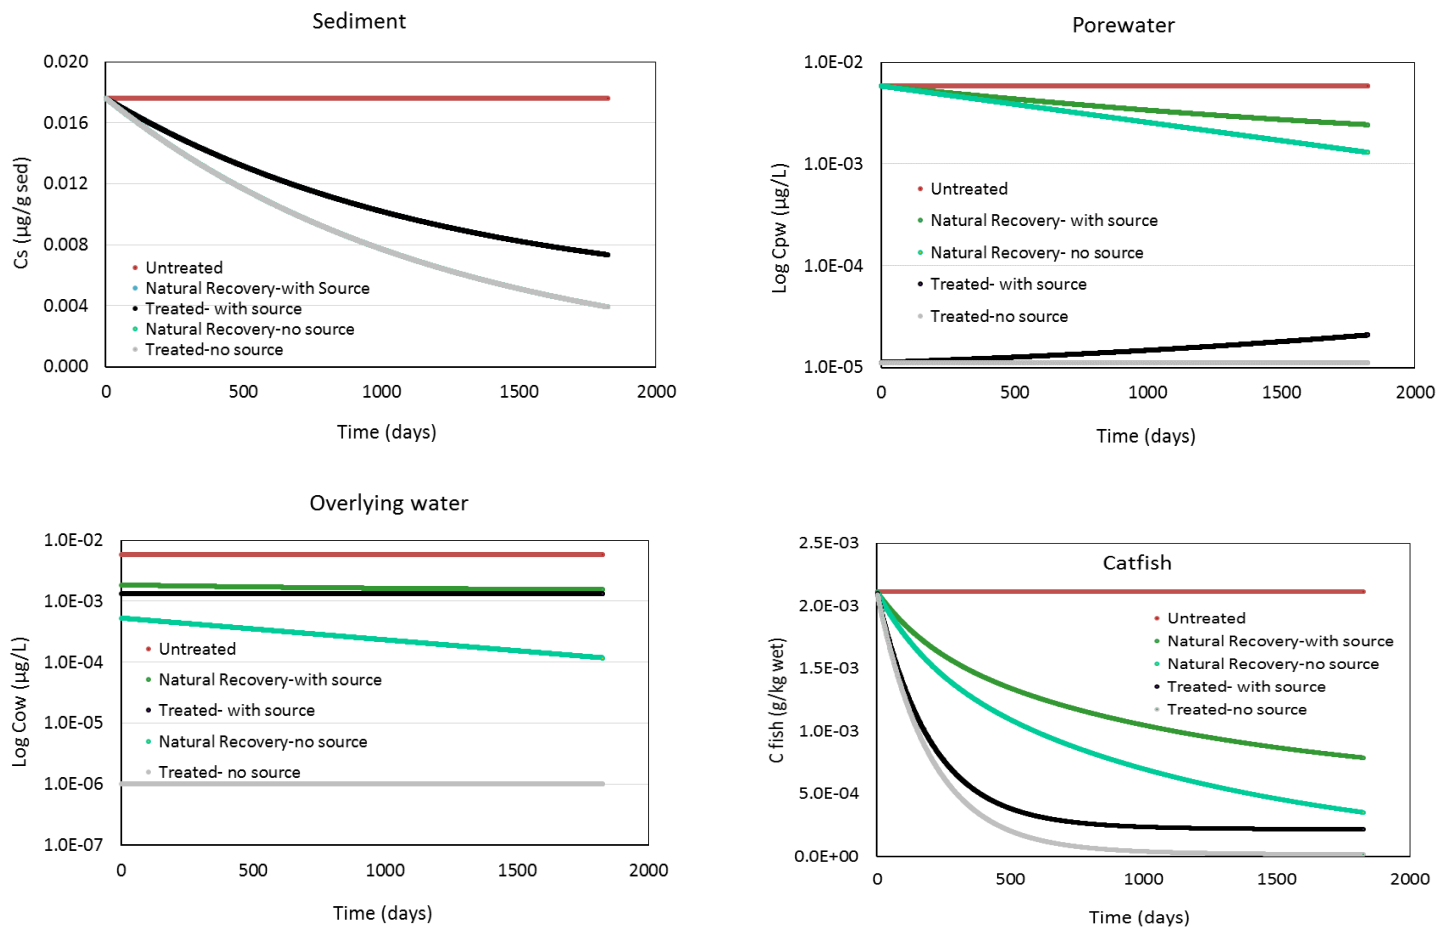 Sediment
0.020
0.016
0.012
0.008
0.004
0.000
Cs (µg/g sed)
Untreated
Natural Recovery-with Source
Treated- with source
Natural Recovery-no source
Treated-no source
0
500
1000
1500
2000
Time (days)
Porewater
1.0E-02
1.0E-03
1.0E-04
1.0E-05
Log Cpw (µg/L)
Untreated
Natural Recovery- with source
Natural Recovery- no source
Treated- with source
Treated-no source
0
500
1000
1500
2000
Time (days)
Overlying water
1.0E-02
1.0E-03
1.0E-04
1.0E-05
1.0E-06
1.0E-07
Log Cow (µg/L)
Untreated
Natural Recovery-with source
Treated- with source
Natural Recovery-no source
Treated- no source
0
500
1000
1500
2000
Time (days)
Catfish
2.5E-03
2.0E-03
1.5E-03
1.0E-03
5.0E-04
0.0E+00
C fish (g/kg wet)
Untreated
Natural Recovery-with source
Natural Recovery-no source
Treated- with source
Treated-no source
0
500
1000
1500
2000
Time (days)